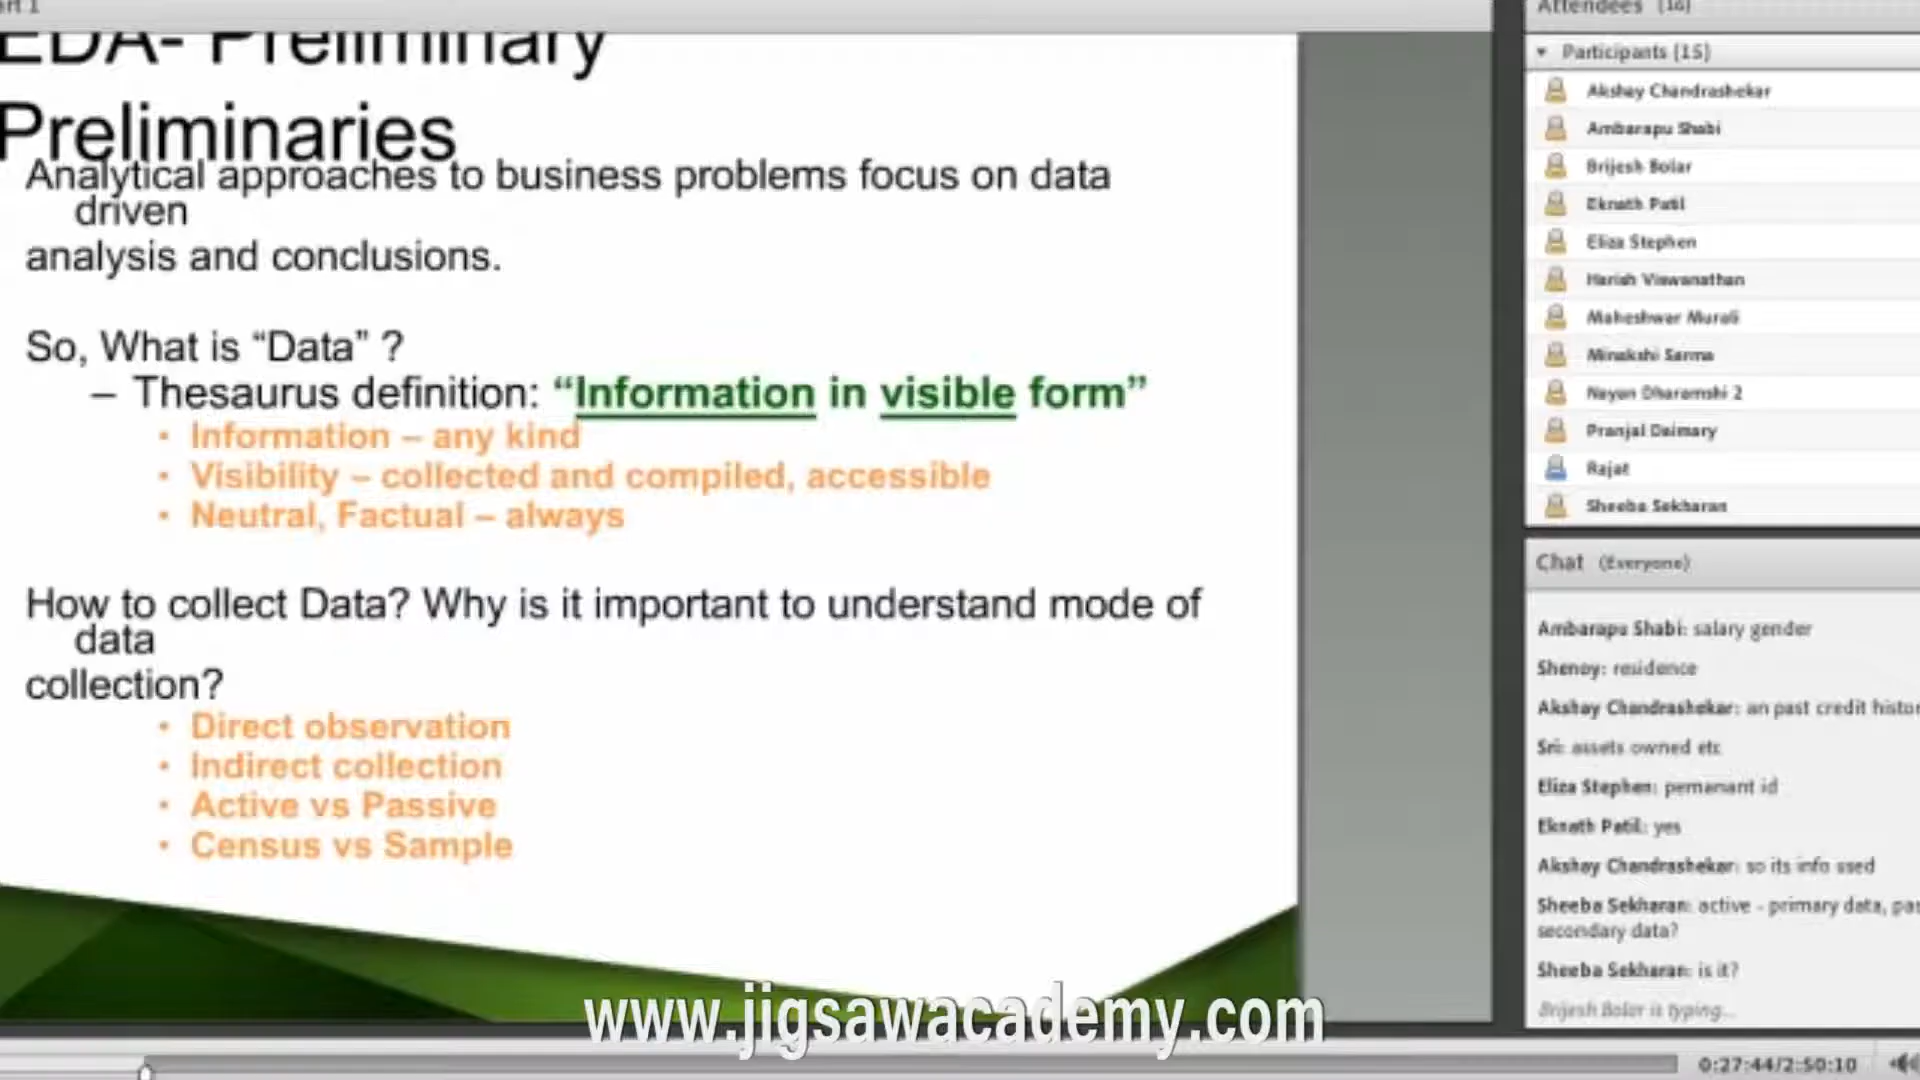 art 1
EDA- Preliminary
Preliminaries
Analytical approaches to business problems focus on data
driven
analysis and conclusions.
So, What is “Data” ?
– Thesaurus definition: “Information in visible form”
• Information – any kind
• Visibility – collected and compiled, accessible
• Neutral, Factual – always
How to collect Data? Why is it important to understand mode of
data
collection?
• Direct observation
• Indirect collection
• Active vs Passive
• Census vs Sample
www.jigsawacademy.com
Attendees (16)
Participants (15)
Akshay Chandrashekar
Ambarapu Shabi
Brijesh Bolar
Eknath Patil
Eliza Stephen
Harish Viswanathan
Maheshwar Murali
Minakshi Sarma
Nayan Dharamshi 2
Pranjal Daimary
Rajat
Sheeba Sekharan
Chat (Everyone)
Ambarapu Shabi: salary gender
Shenoy: residence
Akshay Chandrashekar: an past credit histor
Sri: assets owned etc
Eliza Stephen: pemanant id
Eknath Patil: yes
Akshay Chandrashekar: so its info used
Sheeba Sekharan: active - primary data, pas
secondary data?
Sheeba Sekharan: is it?
Brijesh Bolar is typing...
0:27:44/2:50:10